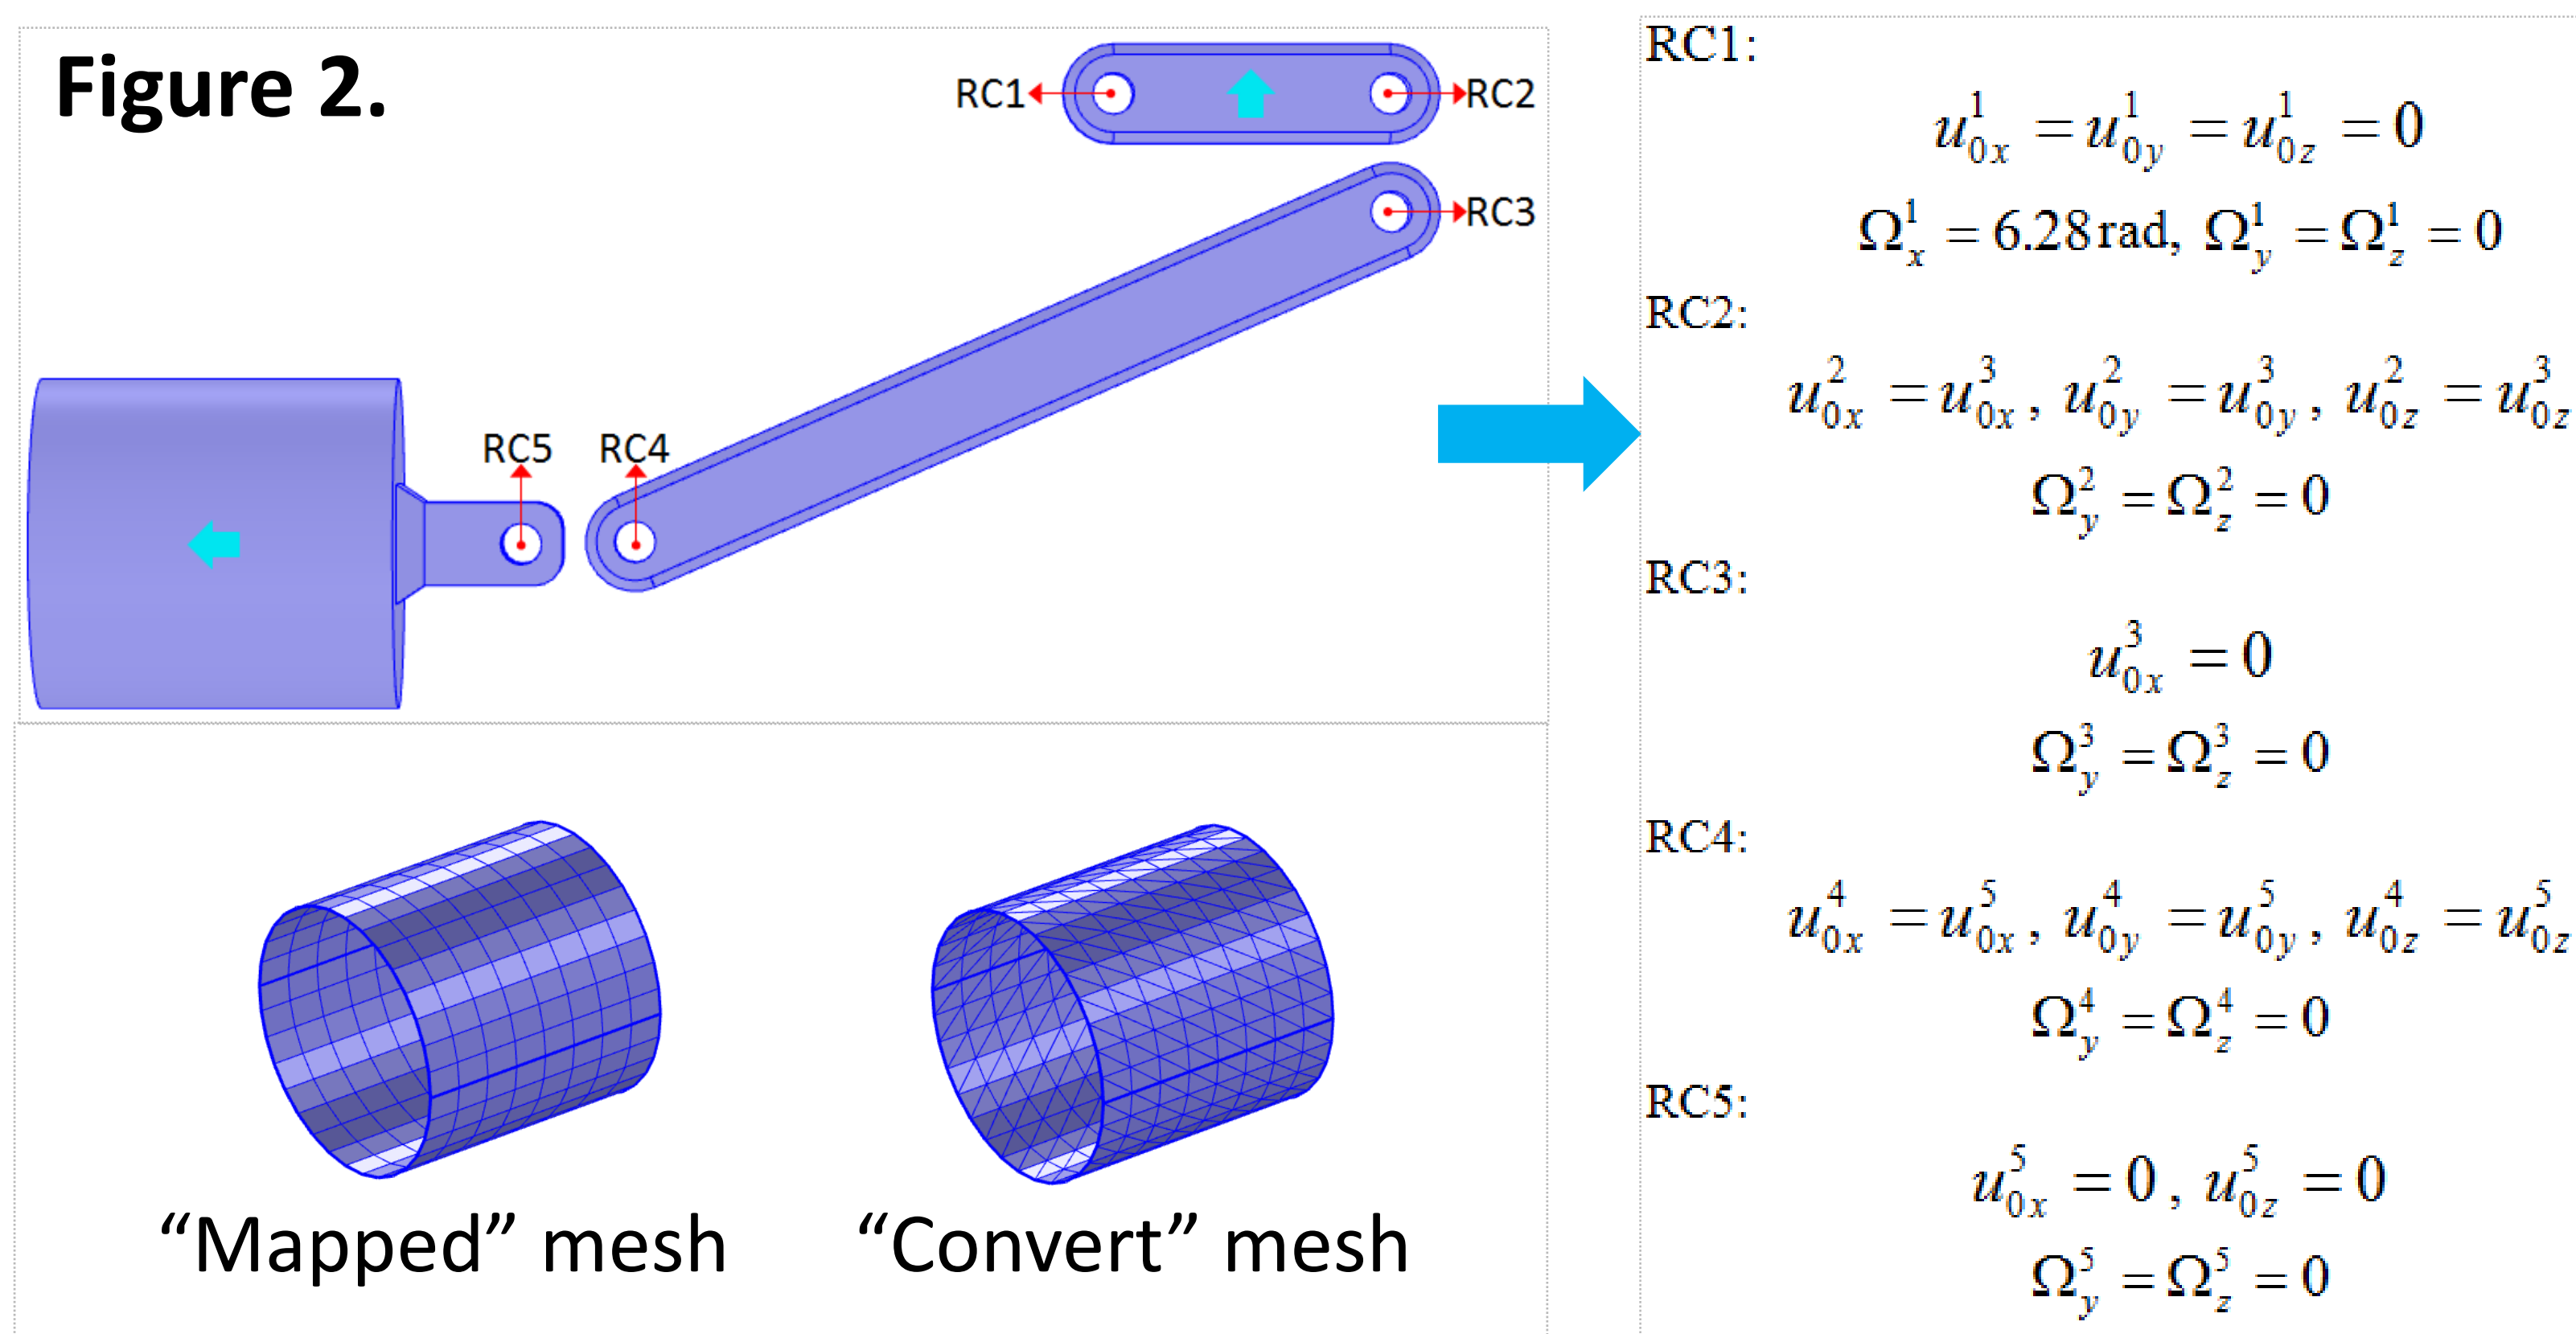 Figure 2.
RC1
RC2
RC3
RC5
RC4
“Mapped” mesh
“Convert” mesh
RC1:
u¹₀ₓ = u¹₀y = u¹₀z = 0
Ω¹ₓ = 6.28 rad, Ω¹y = Ω¹z = 0
RC2:
u²₀ₓ = u³₀ₓ, u²₀y = u³₀y, u²₀z = u³₀z
Ω²y = Ω²z = 0
RC3:
u³₀ₓ = 0
Ω³y = Ω³z = 0
RC4:
u⁴₀ₓ = u⁵₀ₓ, u⁴₀y = u⁵₀y, u⁴₀z = u⁵₀z
Ω⁴y = Ω⁴z = 0
RC5:
u⁵₀ₓ = 0, u⁵₀z = 0
Ω⁵y = Ω⁵z = 0